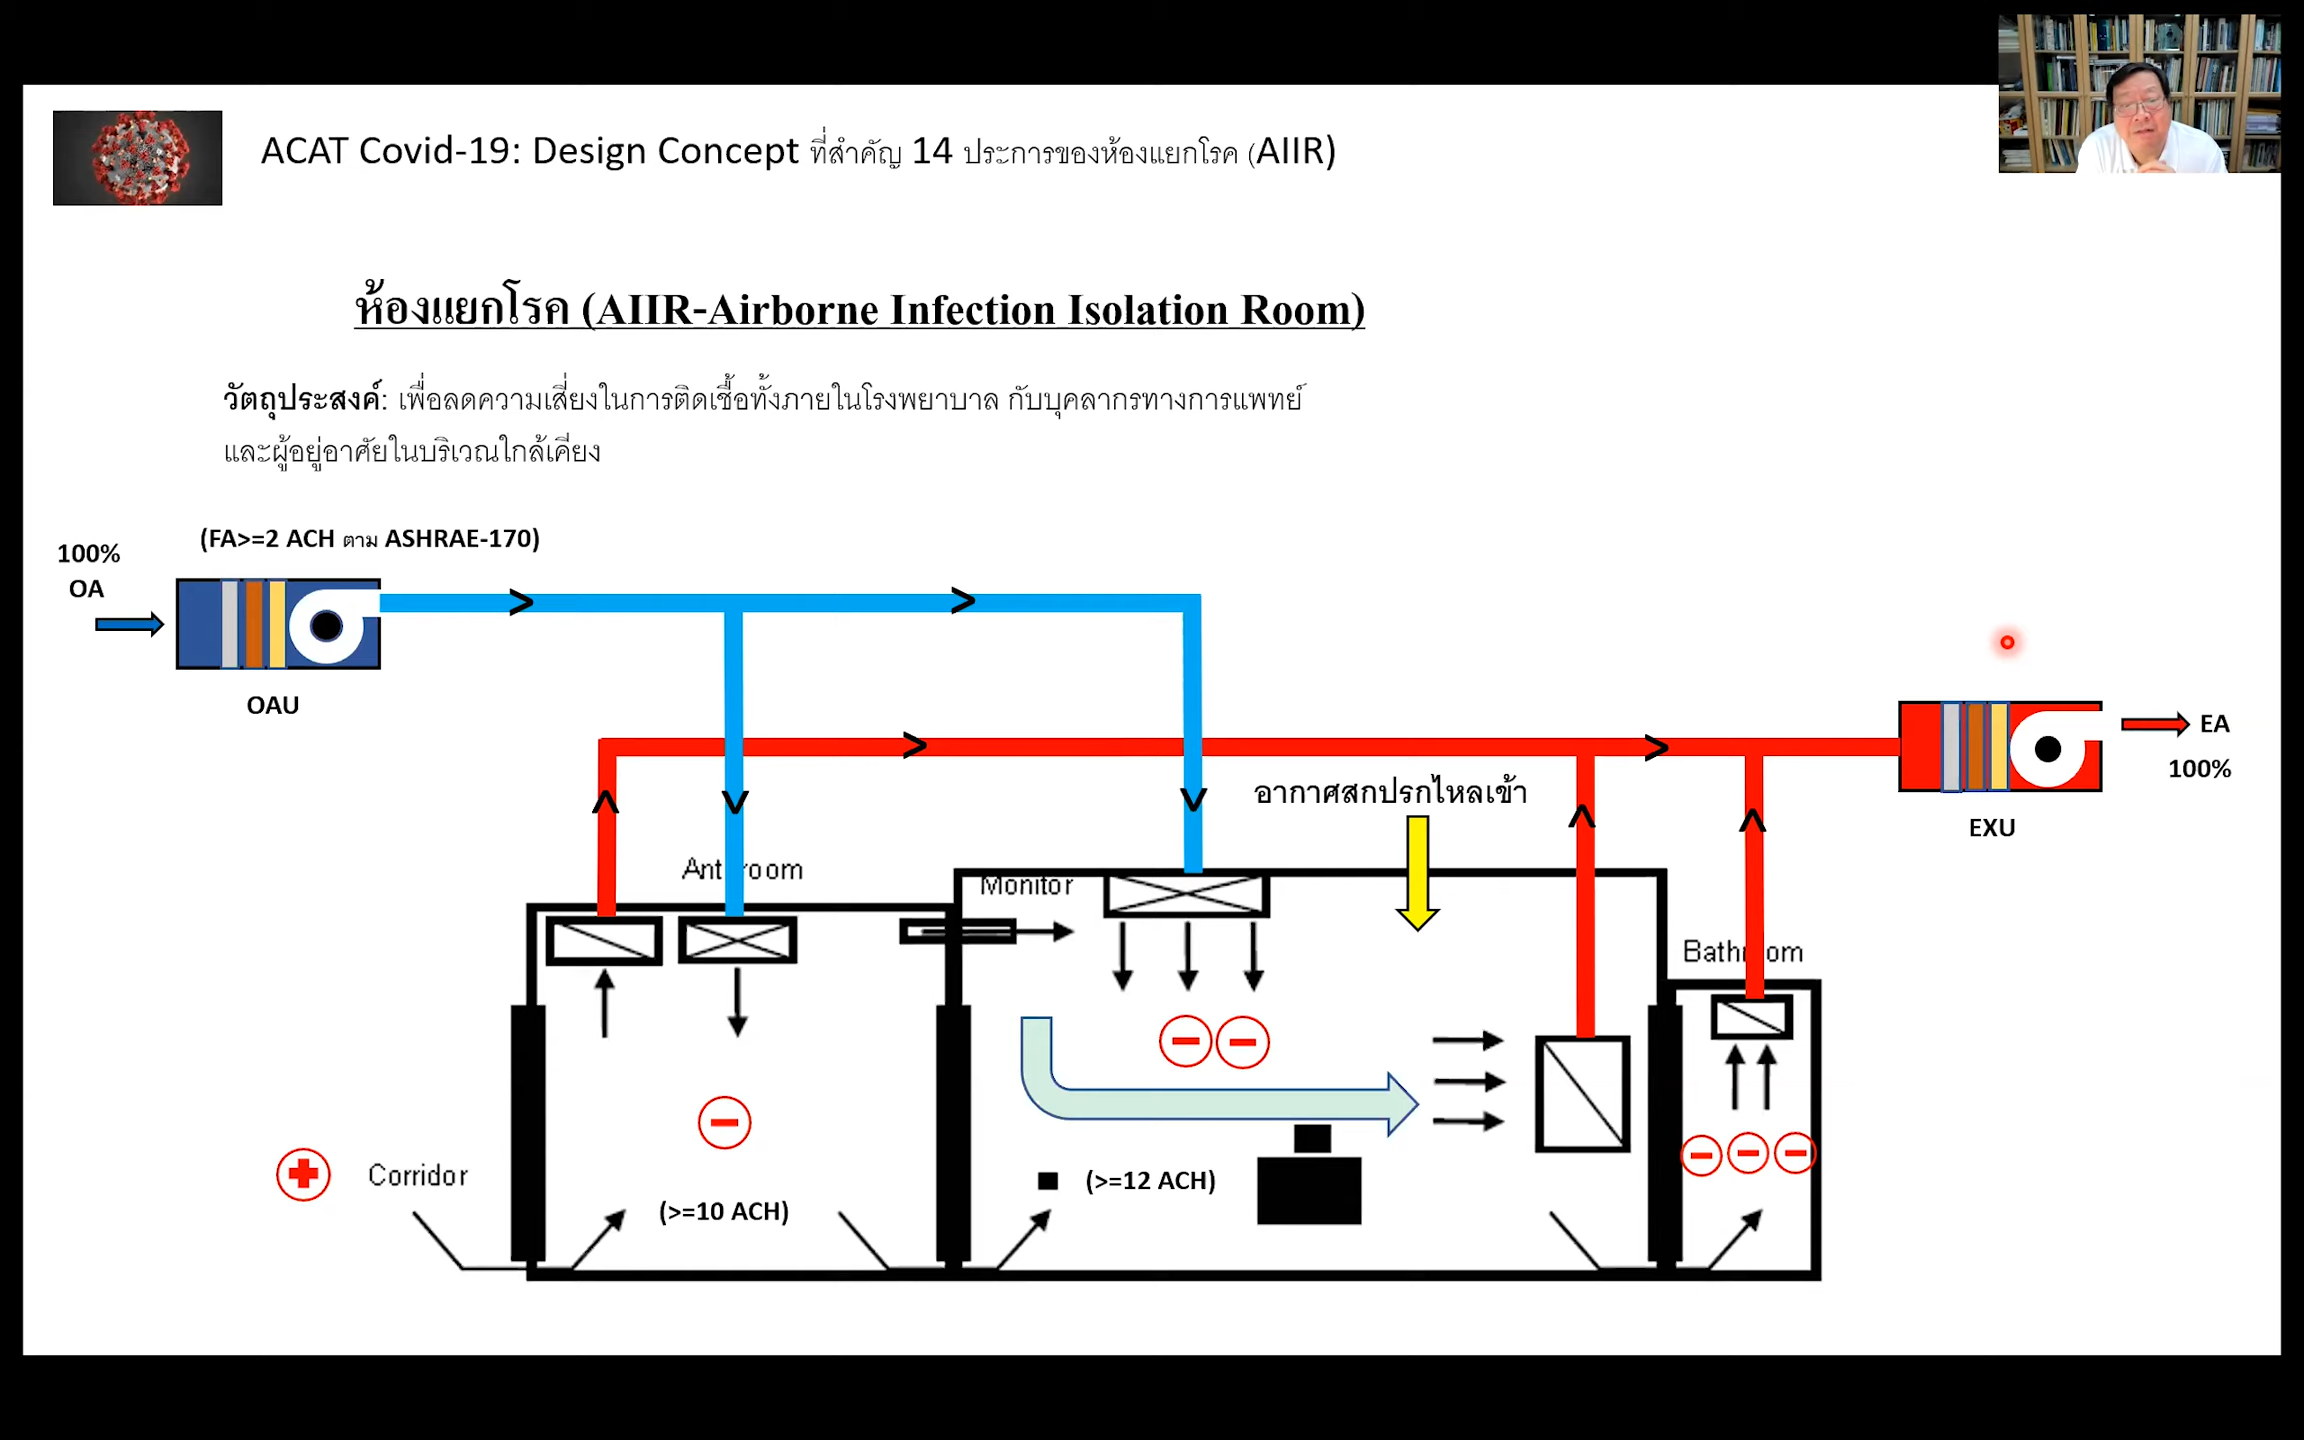 ACAT Covid-19: Design Concept ที่สำคัญ 14 ประการของห้องแยกโรค (AIIR)
ห้องแยกโรค (AIIR-Airborne Infection Isolation Room)
วัตถุประสงค์: เพื่อลดความเสี่ยงในการติดเชื้อทั้งภายในโรงพยาบาล กับบุคลากรทางการแพทย์
และผู้อยู่อาศัยในบริเวณใกล้เคียง
(FA>=2 ACH ตาม ASHRAE-170)
100%
OA
OAU
EA
100%
EXU
อากาศสกปรกไหลเข้า
Anteroom
Monitor
Bathroom
Corridor
(>=10 ACH)
(>=12 ACH)